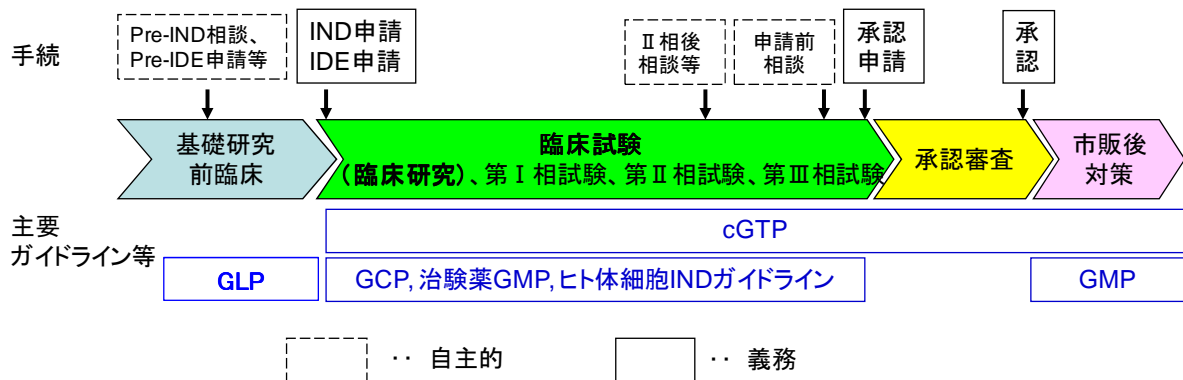 手続
Pre-IND相談、
Pre-IDE申請等
IND申請
IDE申請
Ⅱ相後
相談等
申請前
相談
承認
申請
承
認
基礎研究
前臨床
臨床試験
(臨床研究)、第Ⅰ相試験、第Ⅱ相試験、第Ⅲ相試験
承認審査
市販後
対策
主要
ガイドライン等
cGTP
GLP
GCP, 治験薬GMP, ヒト体細胞INDガイドライン
GMP
‥ 自主的
‥ 義務